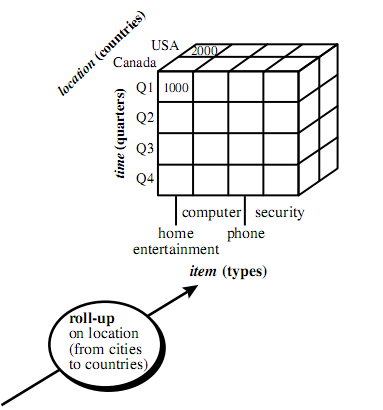 location (countries)
USA
2000
Canada
time (quarters)
Q1
1000
Q2
Q3
Q4
computer
security
home
entertainment
phone
item (types)
roll-up
on location
(from cities
to countries)